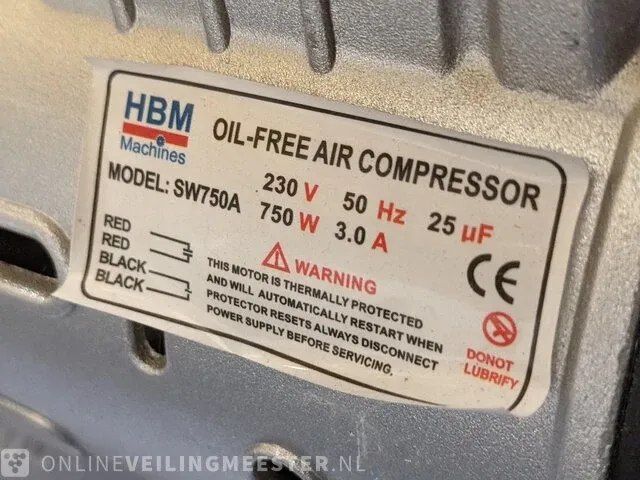 HBM
Machines
OIL-FREE AIR COMPRESSOR
MODEL: SW750A
230 V 50 Hz 25 µF
750 W 3.0 A
RED
RED
BLACK
BLACK
WARNING
THIS MOTOR IS THERMALLY PROTECTED
AND WILL AUTOMATICALLY RESTART WHEN
PROTECTOR RESETS ALWAYS DISCONNECT
POWER SUPPLY BEFORE SERVICING.
CE
DONOT
LUBRIFY
ONLINEVEILINGMEESTER.NL